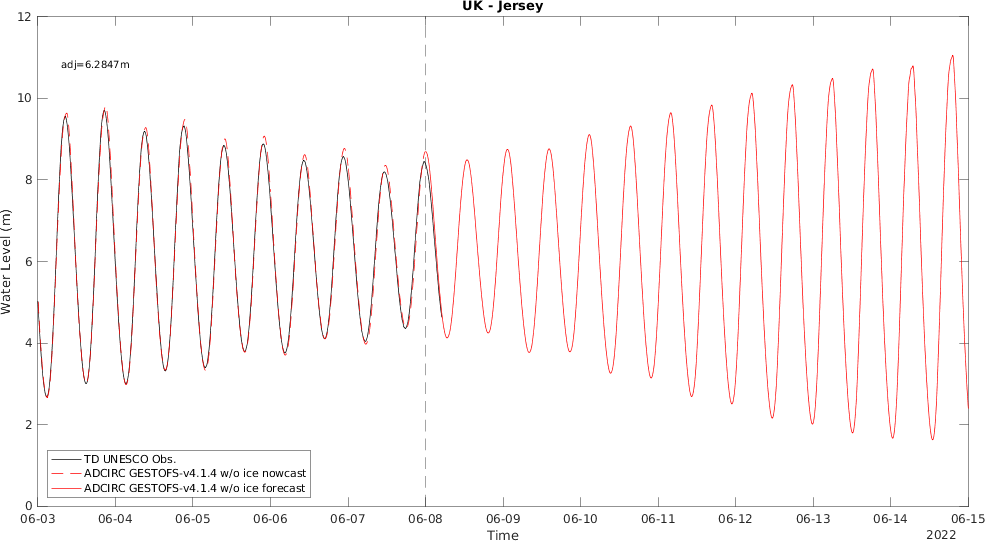 UK - Jersey
adj=6.2847m
Water Level (m)
12
10
8
6
4
2
0
TD UNESCO Obs.
ADCIRC GESTOFS-v4.1.4 w/o ice nowcast
ADCIRC GESTOFS-v4.1.4 w/o ice forecast
06-03 06-04 06-05 06-06 06-07 06-08 06-09 06-10 06-11 06-12 06-13 06-14 06-15
Time
2022